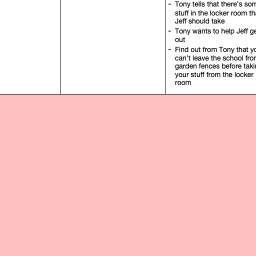 - Tony tells that there's som
stuff in the locker room tha
Jeff should take
- Tony wants to help Jeff ge
out
- Find out from Tony that yo
can't leave the school from
garden fences before takin
your stuff from the locker
room